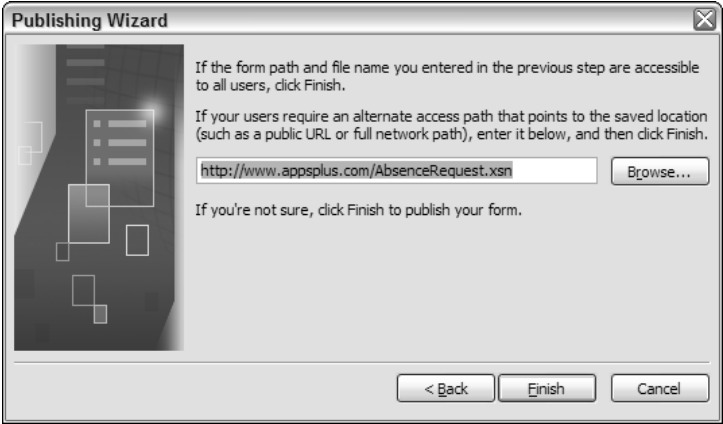 Publishing Wizard
If the form path and file name you entered in the previous step are accessible
to all users, click Finish.
If your users require an alternate access path that points to the saved location
(such as a public URL or full network path), enter it below, and then click Finish.
http://www.appsplus.com/AbsenceRequest.xsn
Browse...
If you're not sure, click Finish to publish your form.
< Back
Finish
Cancel